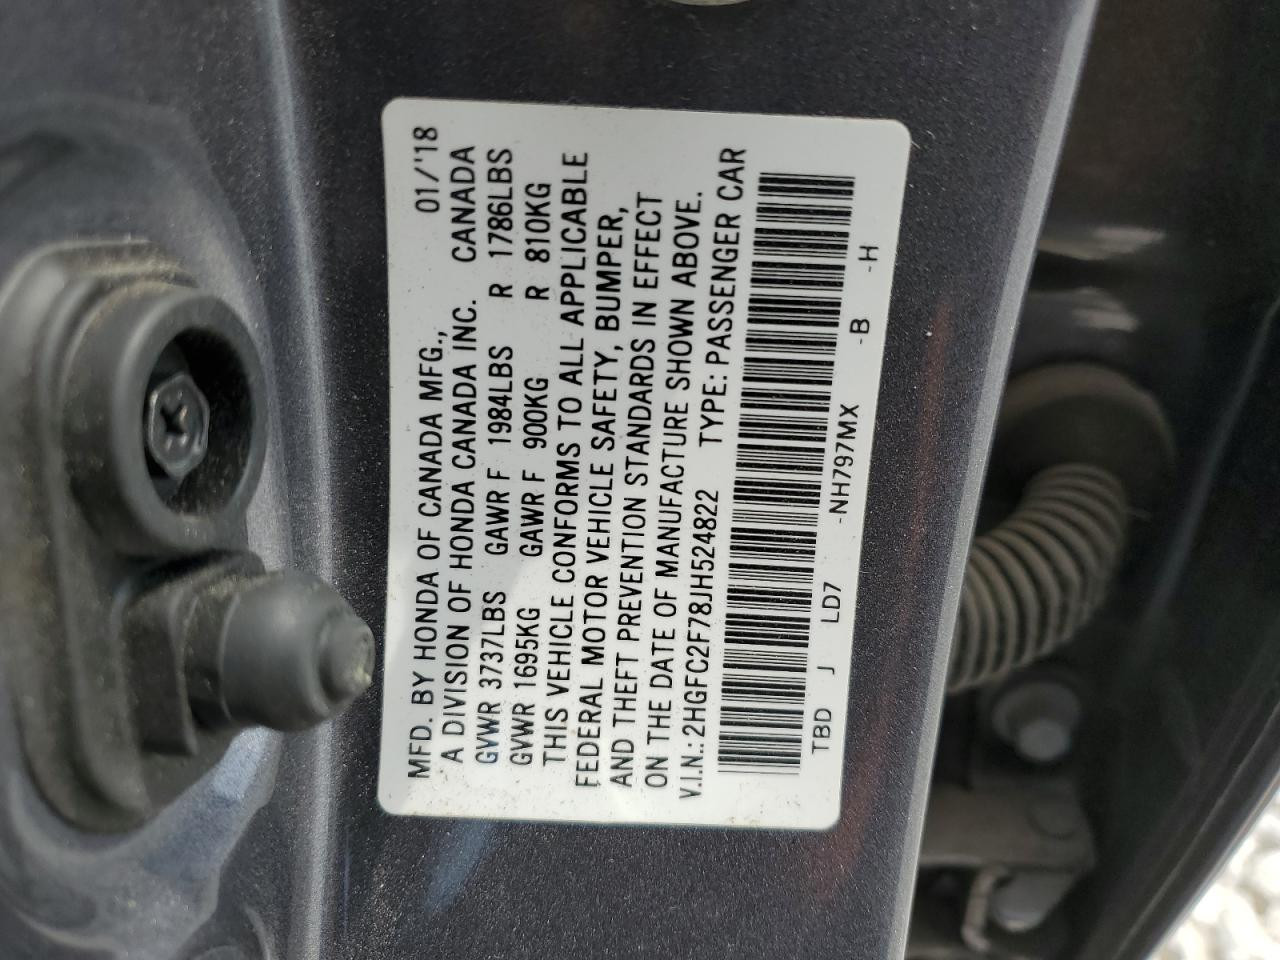 MFD. BY HONDA OF CANADA MFG., 01/'18
A DIVISION OF HONDA CANADA INC. CANADA
GVWR 3737LBS GAWR F 1984LBS R 1786LBS
GVWR 1695KG GAWR F 900KG R 810KG
THIS VEHICLE CONFORMS TO ALL APPLICABLE
FEDERAL MOTOR VEHICLE SAFETY, BUMPER,
AND THEFT PREVENTION STANDARDS IN EFFECT
ON THE DATE OF MANUFACTURE SHOWN ABOVE.
V.I.N.: 2HGFC2F78JH524822 TYPE: PASSENGER CAR
TBD J LD7 -NH797MX -B -H